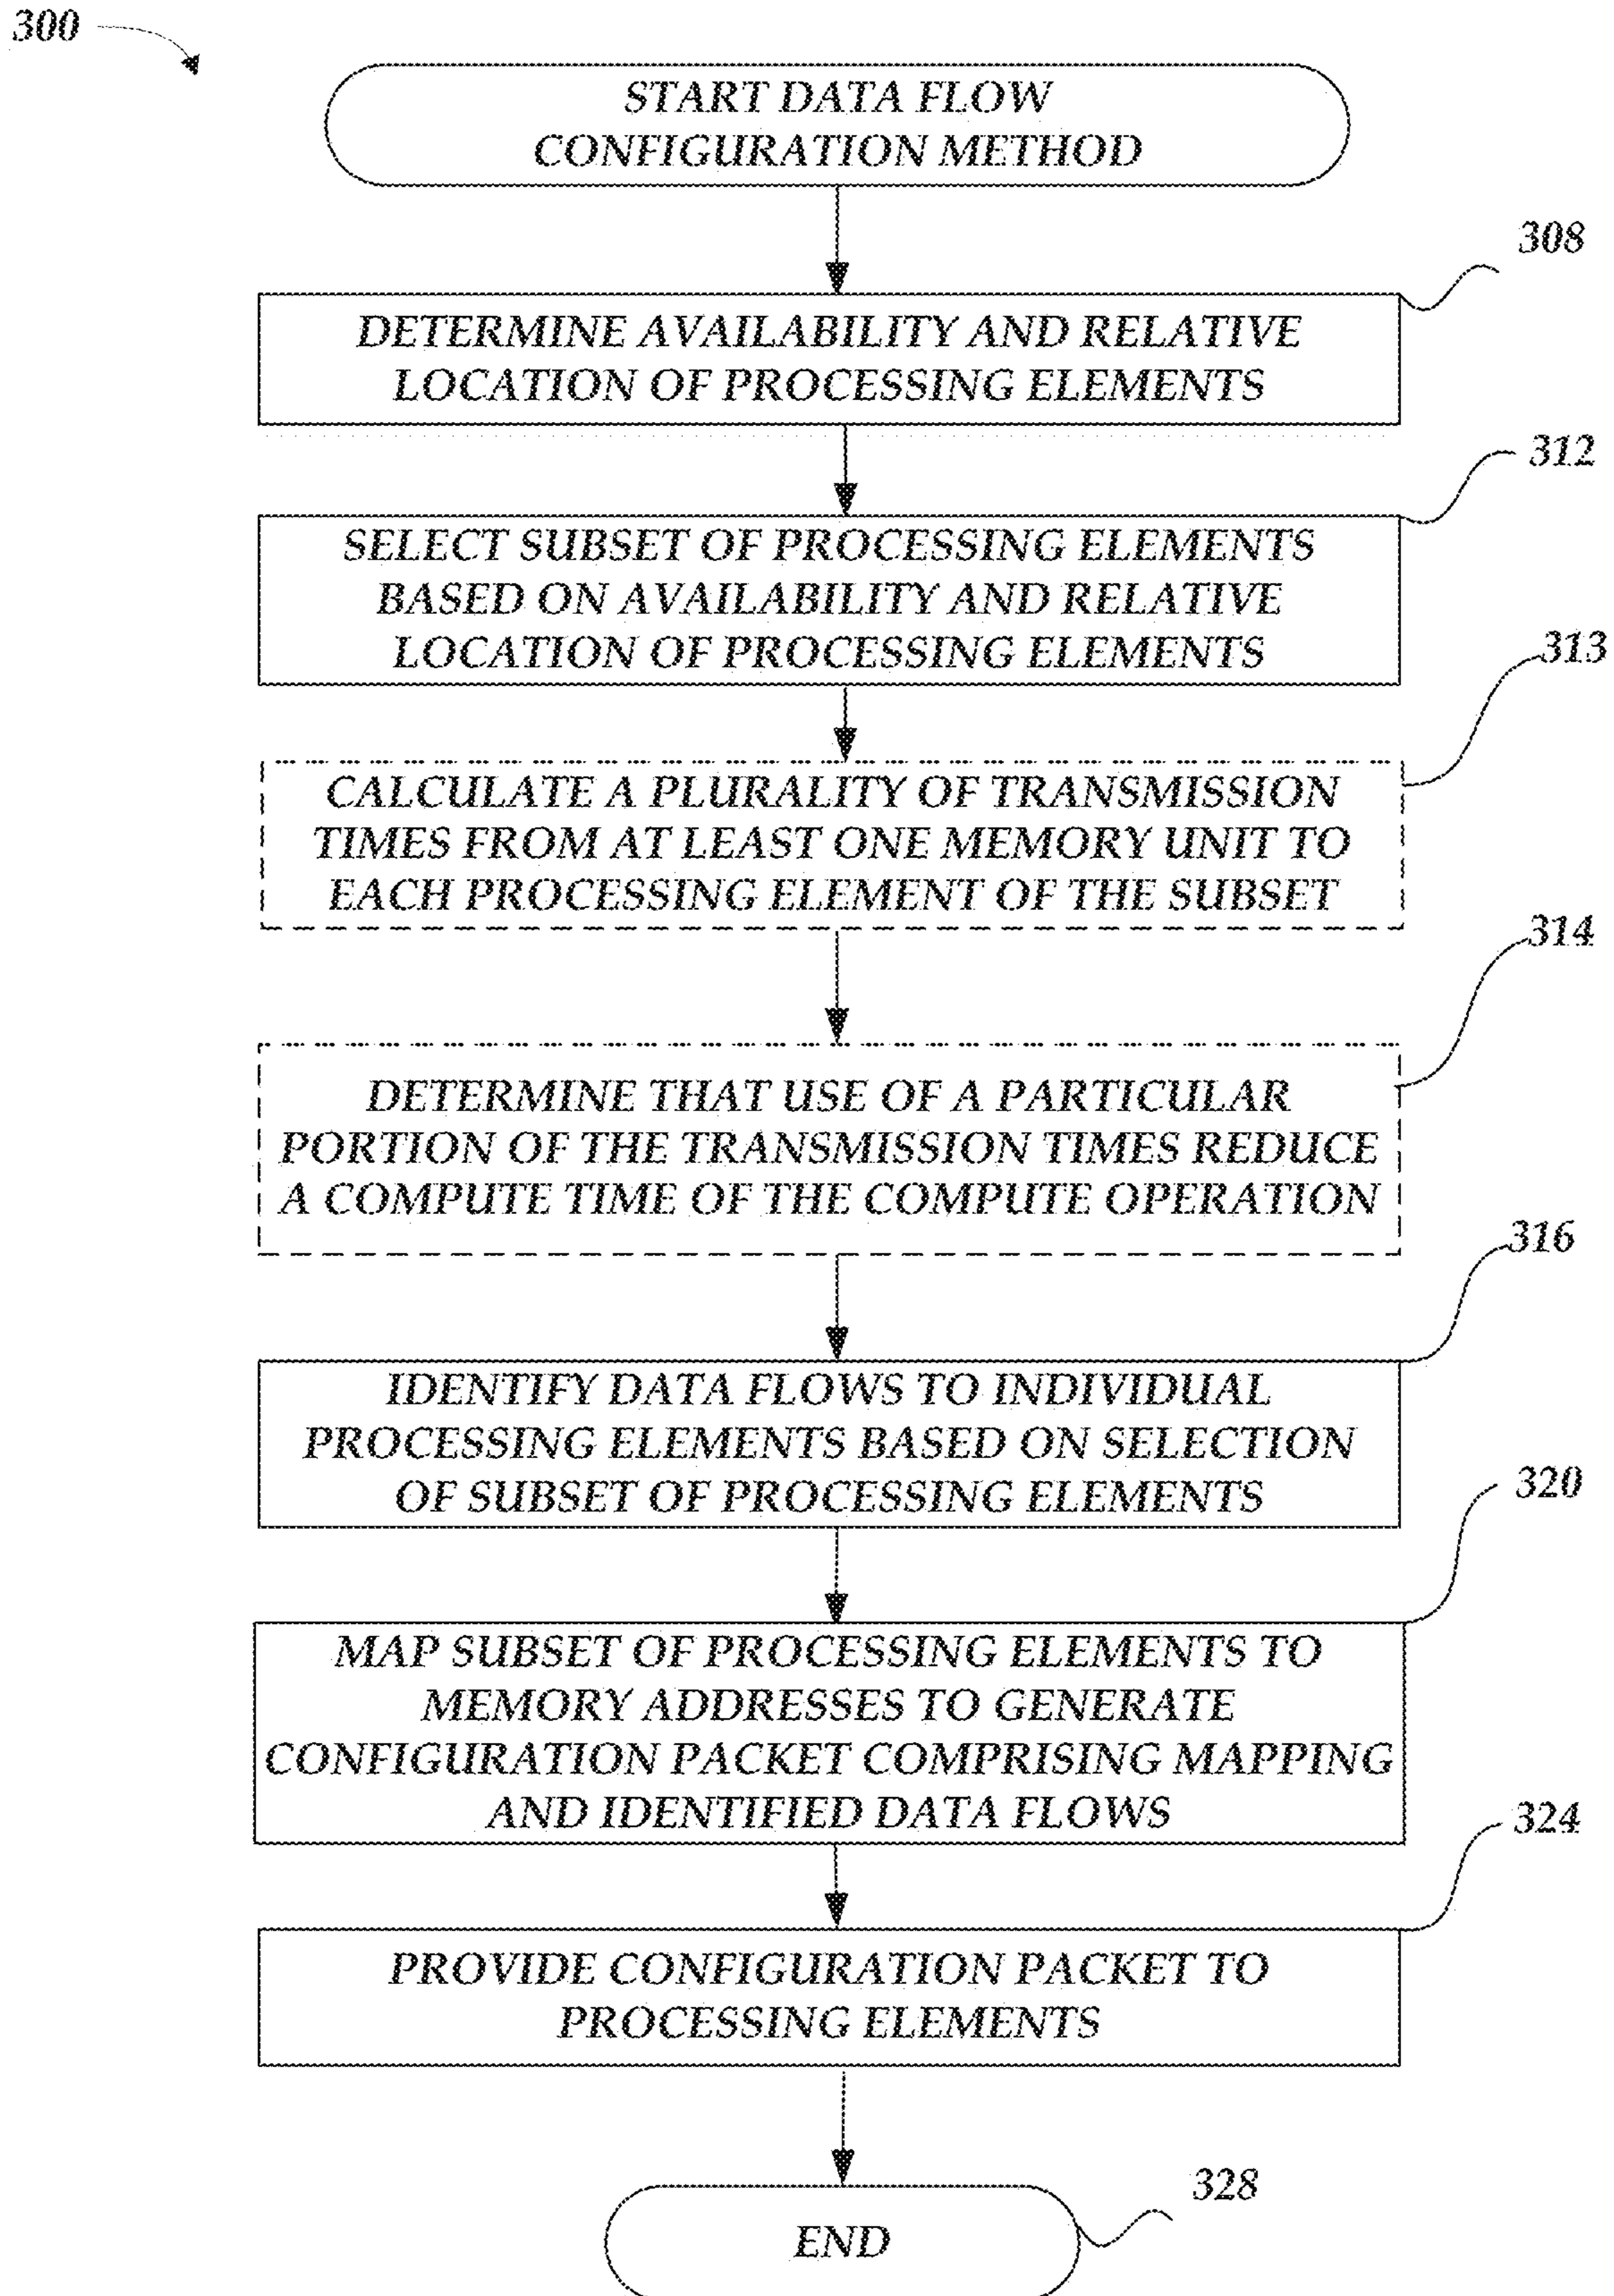 300
START DATA FLOW
CONFIGURATION METHOD
308
DETERMINE AVAILABILITY AND RELATIVE
LOCATION OF PROCESSING ELEMENTS
312
SELECT SUBSET OF PROCESSING ELEMENTS
BASED ON AVAILABILITY AND RELATIVE
LOCATION OF PROCESSING ELEMENTS
313
CALCULATE A PLURALITY OF TRANSMISSION
TIMES FROM AT LEAST ONE MEMORY UNIT TO
EACH PROCESSING ELEMENT OF THE SUBSET
314
DETERMINE THAT USE OF A PARTICULAR
PORTION OF THE TRANSMISSION TIMES REDUCE
A COMPUTE TIME OF THE COMPUTE OPERATION
316
IDENTIFY DATA FLOWS TO INDIVIDUAL
PROCESSING ELEMENTS BASED ON SELECTION
OF SUBSET OF PROCESSING ELEMENTS
320
MAP SUBSET OF PROCESSING ELEMENTS TO
MEMORY ADDRESSES TO GENERATE
CONFIGURATION PACKET COMPRISING MAPPING
AND IDENTIFIED DATA FLOWS
324
PROVIDE CONFIGURATION PACKET TO
PROCESSING ELEMENTS
328
END